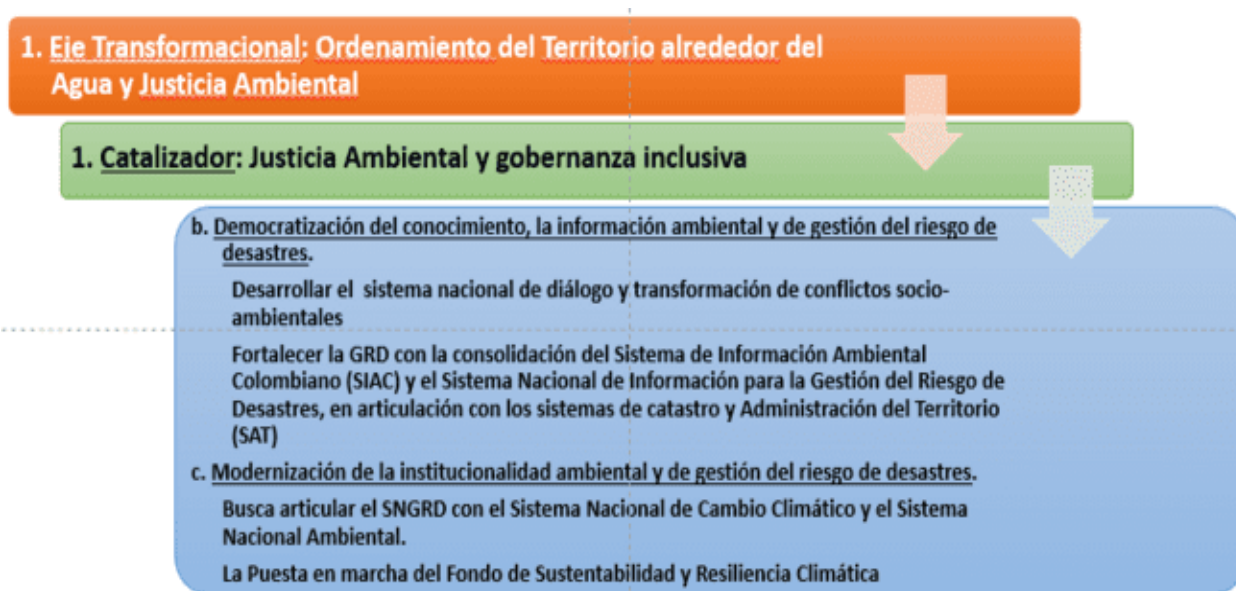 1. Eje Transformacional: Ordenamiento del Territorio alrededor del
Agua y Justicia Ambiental
1. Catalizador: Justicia Ambiental y gobernanza inclusiva
b. Democratización del conocimiento, la información ambiental y de gestión del riesgo de
desastres.
Desarrollar el sistema nacional de diálogo y transformación de conflictos socio-
ambientales
Fortalecer la GRD con la consolidación del Sistema de Información Ambiental
Colombiano (SIAC) y el Sistema Nacional de Información para la Gestión del Riesgo de
Desastres, en articulación con los sistemas de catastro y Administración del Territorio
(SAT)
c. Modernización de la institucionalidad ambiental y de gestión del riesgo de desastres.
Busca articular el SNGRD con el Sistema Nacional de Cambio Climático y el Sistema
Nacional Ambiental.
La Puesta en marcha del Fondo de Sustentabilidad y Resiliencia Climática